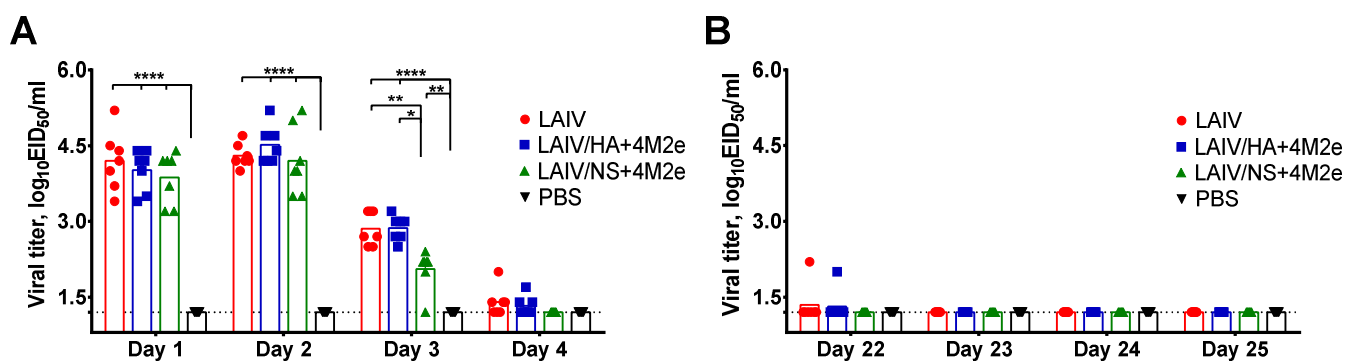 A
Viral titer, log10EID50/ml
6.0
4.5
3.0
1.5
****
****
****
**
**
*
LAIV
LAIV/HA+4M2e
LAIV/NS+4M2e
PBS
Day 1
Day 2
Day 3
Day 4
B
Viral titer, log10EID50/ml
6.0
4.5
3.0
1.5
LAIV
LAIV/HA+4M2e
LAIV/NS+4M2e
PBS
Day 22
Day 23
Day 24
Day 25